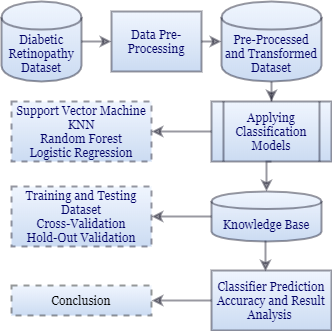 Diabetic
Retinopathy
Dataset
Data Pre-
Processing
Pre-Processed
and Transformed
Dataset
Support Vector Machine
KNN
Random Forest
Logistic Regression
Applying
Classification
Models
Training and Testing
Dataset
Cross-Validation
Hold-Out Validation
Knowledge Base
Conclusion
Classifier Prediction
Accuracy and Result
Analysis